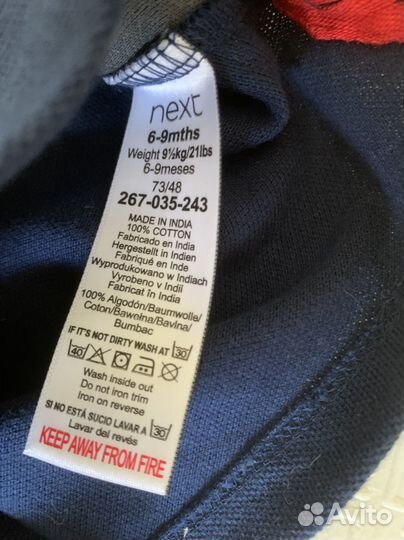 next
6-9mths
Weight 9½kg/21lbs
6-9meses
73/48
267-035-243
MADE IN INDIA
100% COTTON
Fabricado en India
Hergestellt in Indien
Fabriqué en Inde
Wyprodukowano w Indiach
Vyrobeno v Indii
Fabricat în India
100% Algodón/Baumwolle/
Coton/Bawełna/Bavlna/
Bumbac
IF IT'S NOT DIRTY WASH AT 30
40
Wash inside out
Do not iron trim
Iron on reverse
SI NO ESTÁ SUCIO LAVAR A 30
Lavar del revés
KEEP AWAY FROM FIRE
Avito